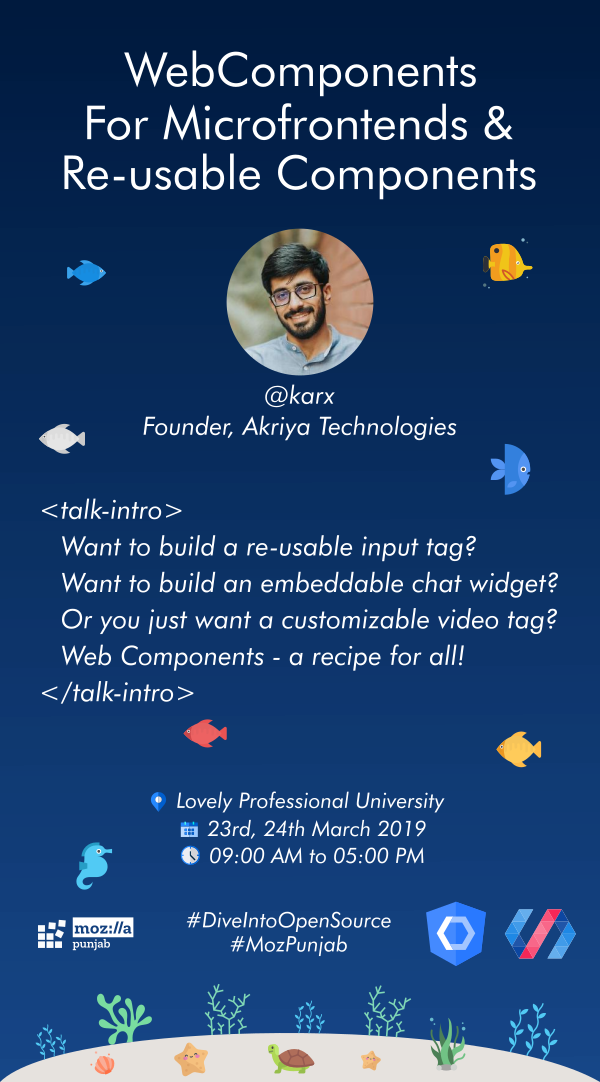 WebComponents
For Microfrontends &
Re-usable Components
@karx
Founder, Akriya Technologies
<talk-intro>
Want to build a re-usable input tag?
Want to build an embeddable chat widget?
Or you just want a customizable video tag?
Web Components - a recipe for all!
</talk-intro>
Lovely Professional University
23rd, 24th March 2019
09:00 AM to 05:00 PM
moz://a
punjab
#DiveIntoOpenSource
#MozPunjab